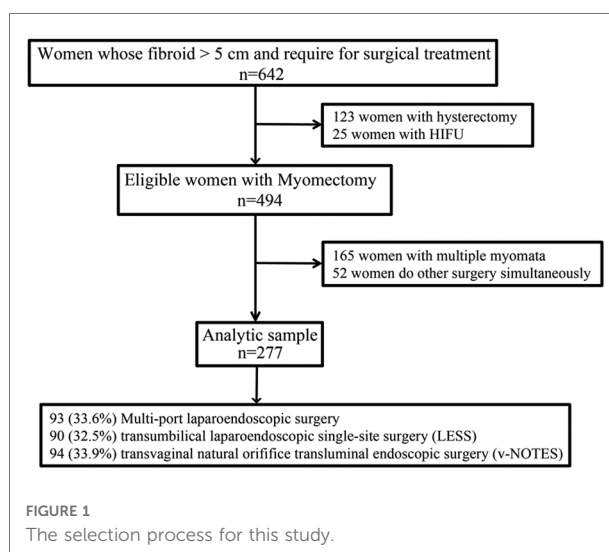 Women whose fibroid > 5 cm and require for surgical treatment
n=642
123 women with hysterectomy
25 women with HIFU
Eligible women with Myomectomy
n=494
165 women with multiple myomata
52 women do other surgery simultaneously
Analytic sample
n=277
93 (33.6%) Multi-port laparoendoscopic surgery
90 (32.5%) transumbilical laparoendoscopic single-site surgery (LESS)
94 (33.9%) transvaginal natural orififice transluminal endoscopic surgery (v-NOTES)
FIGURE 1
The selection process for this study.